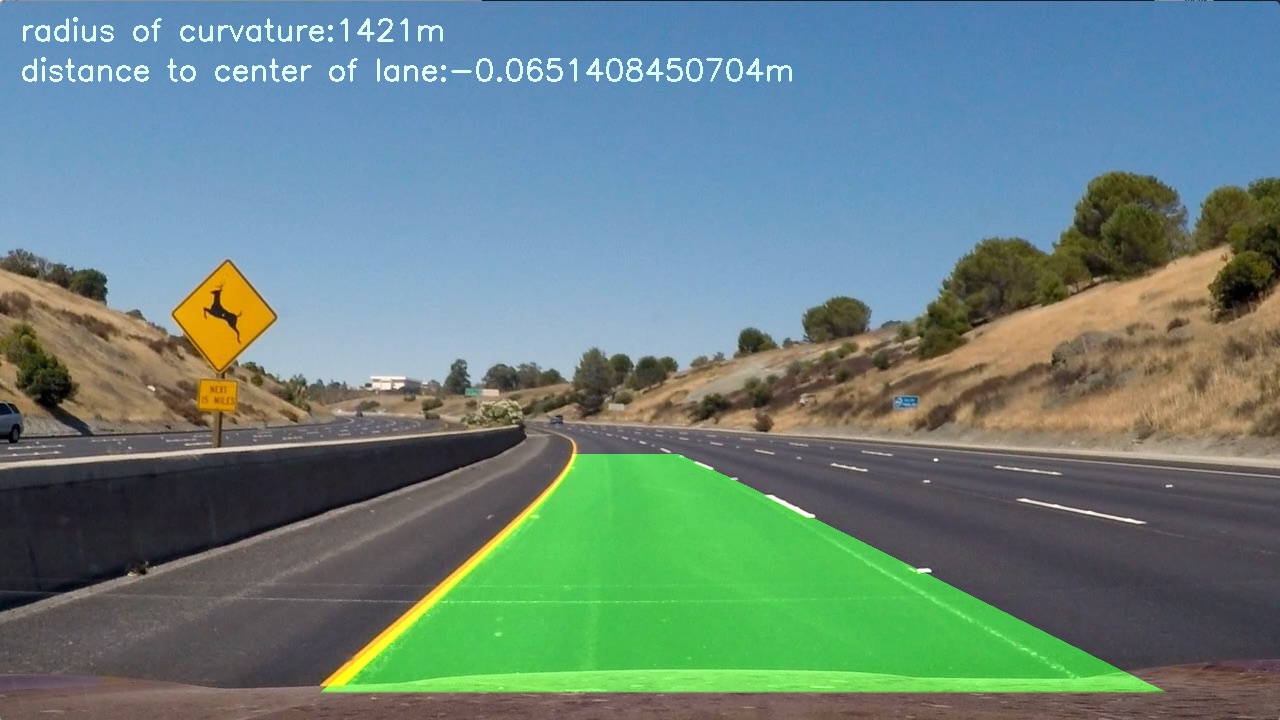 radius of curvature:1421m
distance to center of lane:−0.0651408450704m
NEXT
15 MILES